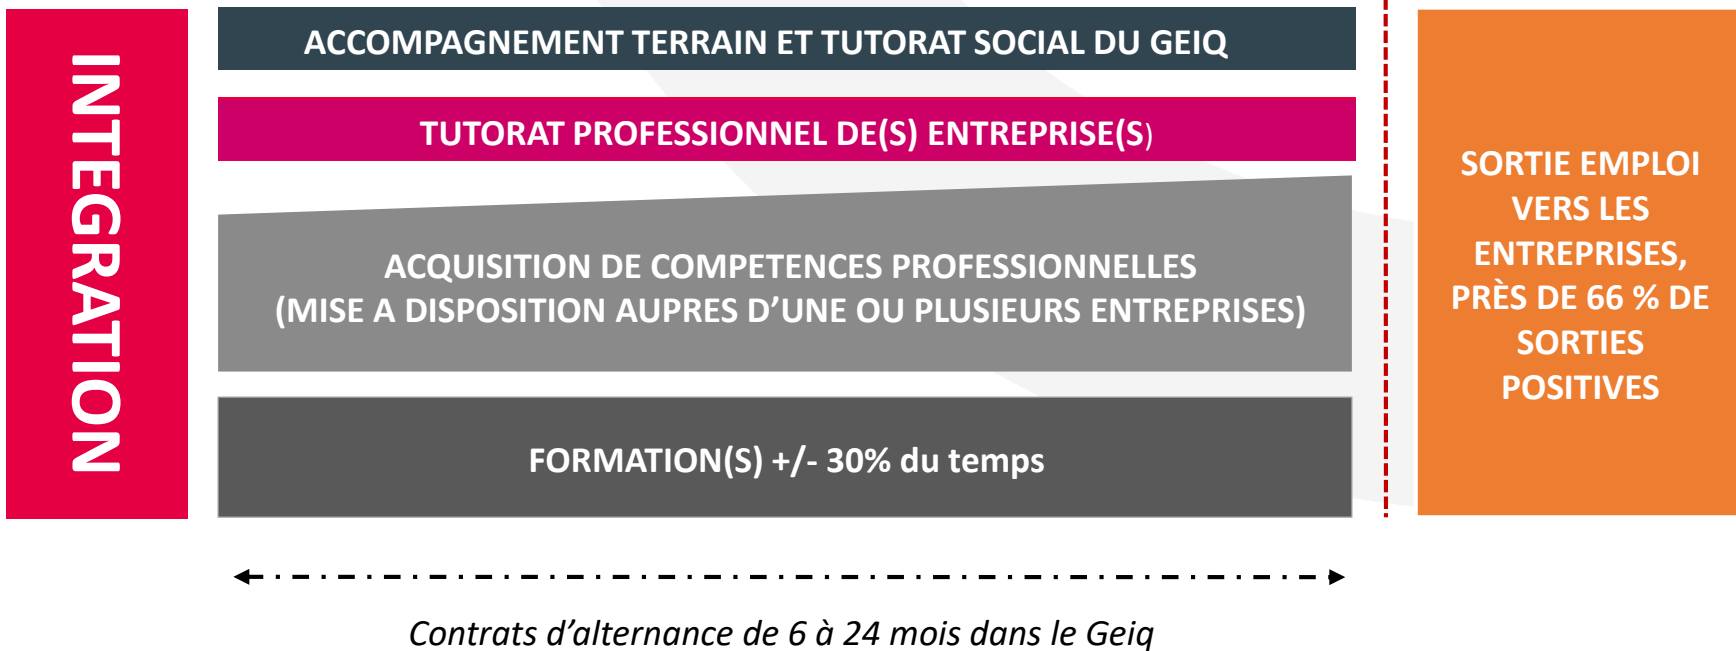 INTEGRATION
ACCOMPAGNEMENT TERRAIN ET TUTORAT SOCIAL DU GEIQ
TUTORAT PROFESSIONNEL DE(S) ENTREPRISE(S)
ACQUISITION DE COMPETENCES PROFESSIONNELLES
(MISE A DISPOSITION AUPRES D’UNE OU PLUSIEURS ENTREPRISES)
FORMATION(S) +/- 30% du temps
Contrats d’alternance de 6 à 24 mois dans le Geiq
SORTIE EMPLOI
VERS LES
ENTREPRISES,
PRÈS DE 66 % DE
SORTIES
POSITIVES